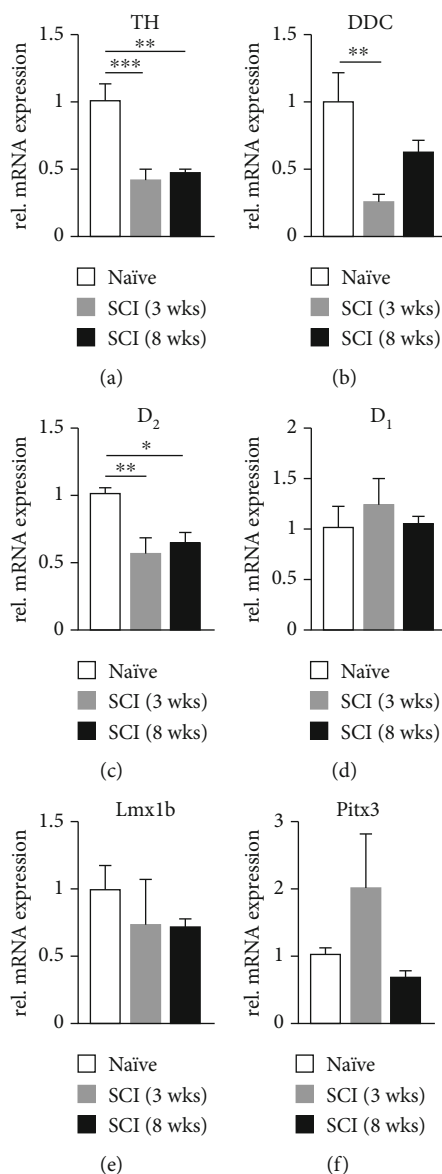 TH
rel. mRNA expression
1.5
1
0.5
0
**
***
Naïve
SCI (3 wks)
SCI (8 wks)
(a)
DDC
rel. mRNA expression
1.5
1
0.5
0
**
Naïve
SCI (3 wks)
SCI (8 wks)
(b)
D₂
rel. mRNA expression
1.5
1
0.5
0
*
**
Naïve
SCI (3 wks)
SCI (8 wks)
(c)
D₁
rel. mRNA expression
2
1.5
1
0.5
0
Naïve
SCI (3 wks)
SCI (8 wks)
(d)
Lmx1b
rel. mRNA expression
1.5
1
0.5
0
Naïve
SCI (3 wks)
SCI (8 wks)
(e)
Pitx3
rel. mRNA expression
3
2
1
0
Naïve
SCI (3 wks)
SCI (8 wks)
(f)